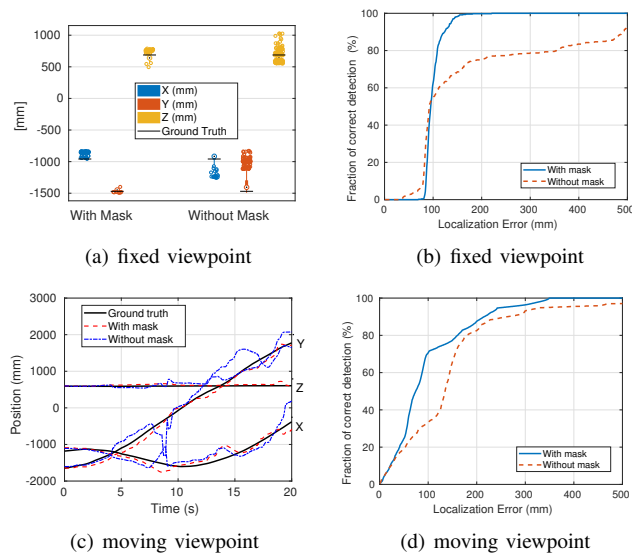 1000
500
0
-500
-1000
-1500
[mm]
X (mm)
Y (mm)
Z (mm)
Ground Truth
With Mask
Without Mask
(a) fixed viewpoint
100
80
60
40
20
0
Fraction of correct detection (%)
With mask
Without mask
0
100
200
300
400
500
Localization Error (mm)
(b) fixed viewpoint
3000
2000
1000
0
-1000
-2000
Position (mm)
Ground truth
With mask
Without mask
Y
Z
X
0
5
10
15
20
Time (s)
(c) moving viewpoint
100
80
60
40
20
0
Fraction of correct detection (%)
With mask
Without mask
0
100
200
300
400
500
Localization Error (mm)
(d) moving viewpoint